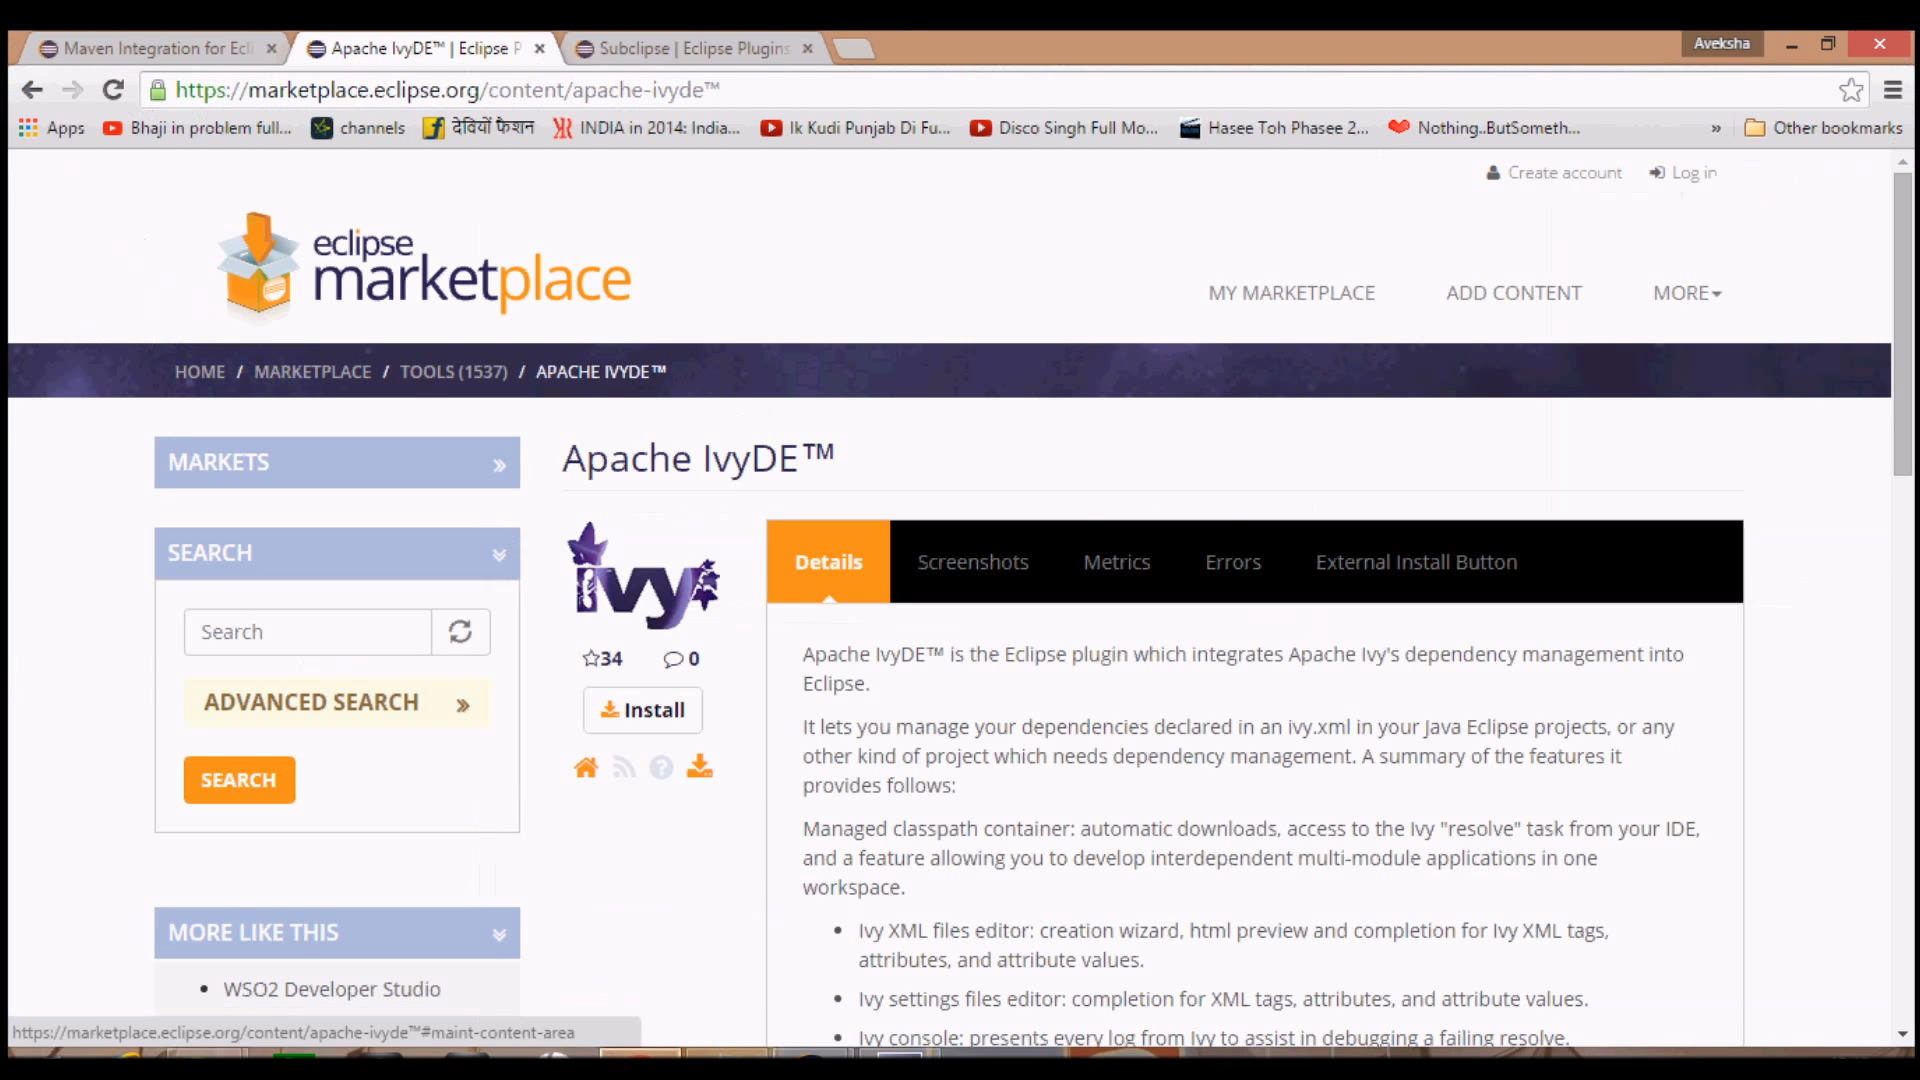 Maven Integration for Ecli
Apache IvyDE™ | Eclipse P
Subclipse | Eclipse Plugins
Aveksha
https://marketplace.eclipse.org/content/apache-ivyde™
Apps
Bhaji in problem full...
channels
देवियों फैशन
INDIA in 2014: India...
Ik Kudi Punjab Di Fu...
Disco Singh Full Mo...
Hasee Toh Phasee 2...
Nothing..ButSometh...
»
Other bookmarks
Create account
Log in
eclipse
marketplace
MY MARKETPLACE
ADD CONTENT
MORE
HOME / MARKETPLACE / TOOLS (1537) / APACHE IVYDE™
MARKETS
SEARCH
Search
ADVANCED SEARCH
SEARCH
MORE LIKE THIS
• WSO2 Developer Studio
Apache IvyDE™
ivy
34
0
Install
Details
Screenshots
Metrics
Errors
External Install Button
Apache IvyDE™ is the Eclipse plugin which integrates Apache Ivy's dependency management into
Eclipse.
It lets you manage your dependencies declared in an ivy.xml in your Java Eclipse projects, or any
other kind of project which needs dependency management. A summary of the features it
provides follows:
Managed classpath container: automatic downloads, access to the Ivy "resolve" task from your IDE,
and a feature allowing you to develop interdependent multi-module applications in one
workspace.
• Ivy XML files editor: creation wizard, html preview and completion for Ivy XML tags,
attributes, and attribute values.
• Ivy settings files editor: completion for XML tags, attributes, and attribute values.
• Ivy console: presents every log from Ivy to assist in debugging a failing resolve.
https://marketplace.eclipse.org/content/apache-ivyde™#maint-content-area